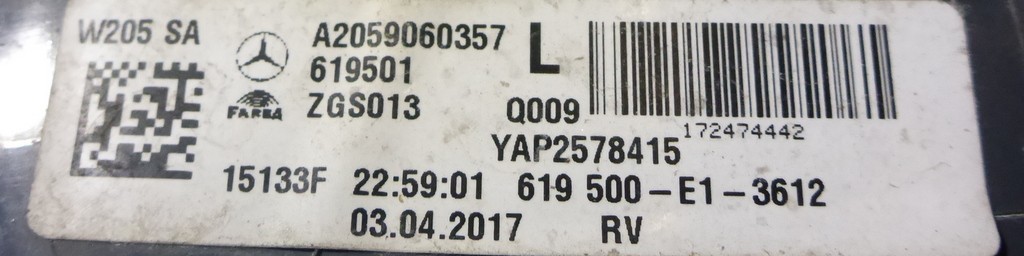 W205 SA
A2059060357 L
619501
FARBA ZGS013 Q009
172474442
YAP2578415
15133F 22:59:01 619 500-E1-3612
03.04.2017 RV